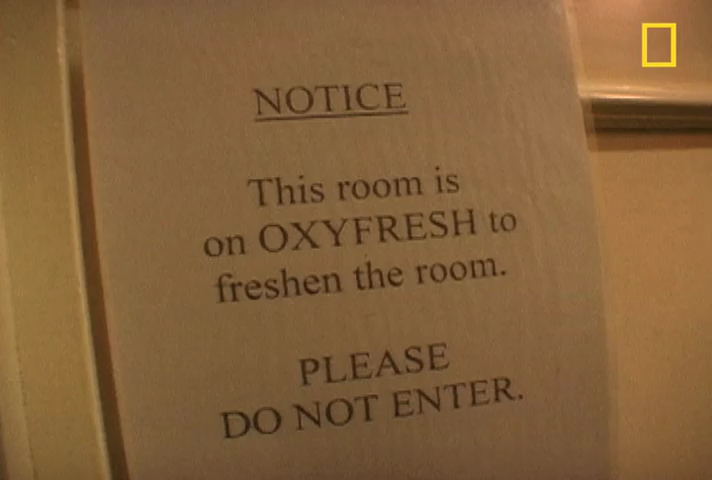 NOTICE
This room is
on OXYFRESH to
freshen the room.
PLEASE
DO NOT ENTER.